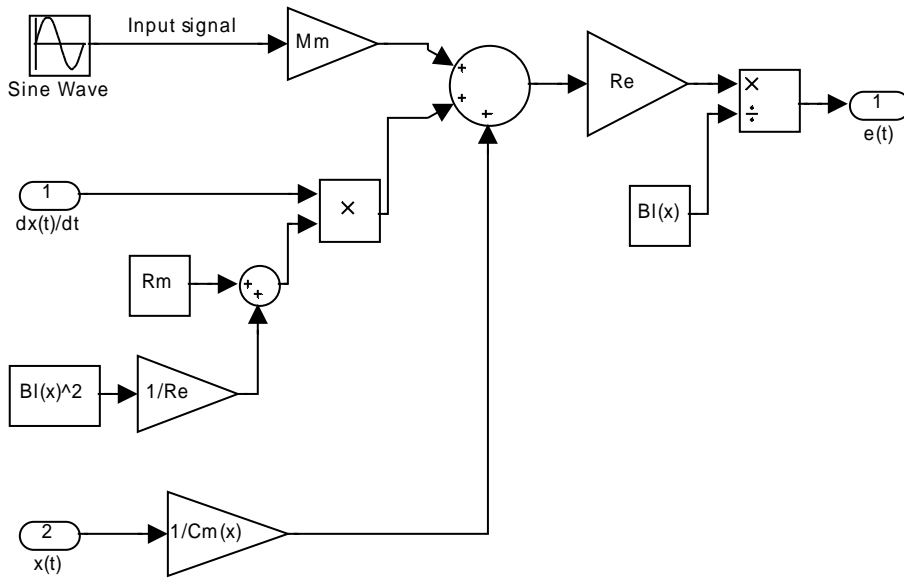 Input signal
Sine Wave
Mm
+
+
+
Re
×
÷
1
e(t)
Bl(x)
1
dx(t)/dt
×
Rm
+
+
Bl(x)^2
1/Re
2
x(t)
1/Cm(x)